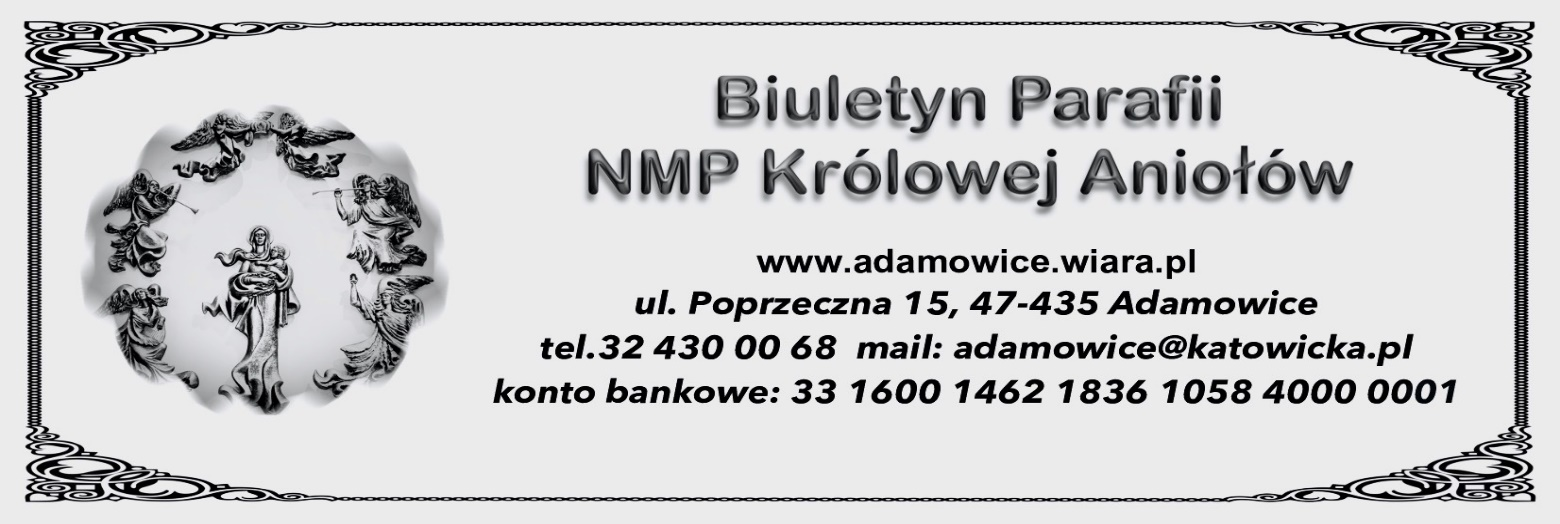 Biuletyn Parafii
NMP Królowej Aniołów
www.adamowice.wiara.pl
ul. Poprzeczna 15, 47-435 Adamowice
tel.32 430 00 68 mail: adamowice@katowicka.pl
konto bankowe: 33 1600 1462 1836 1058 4000 0001